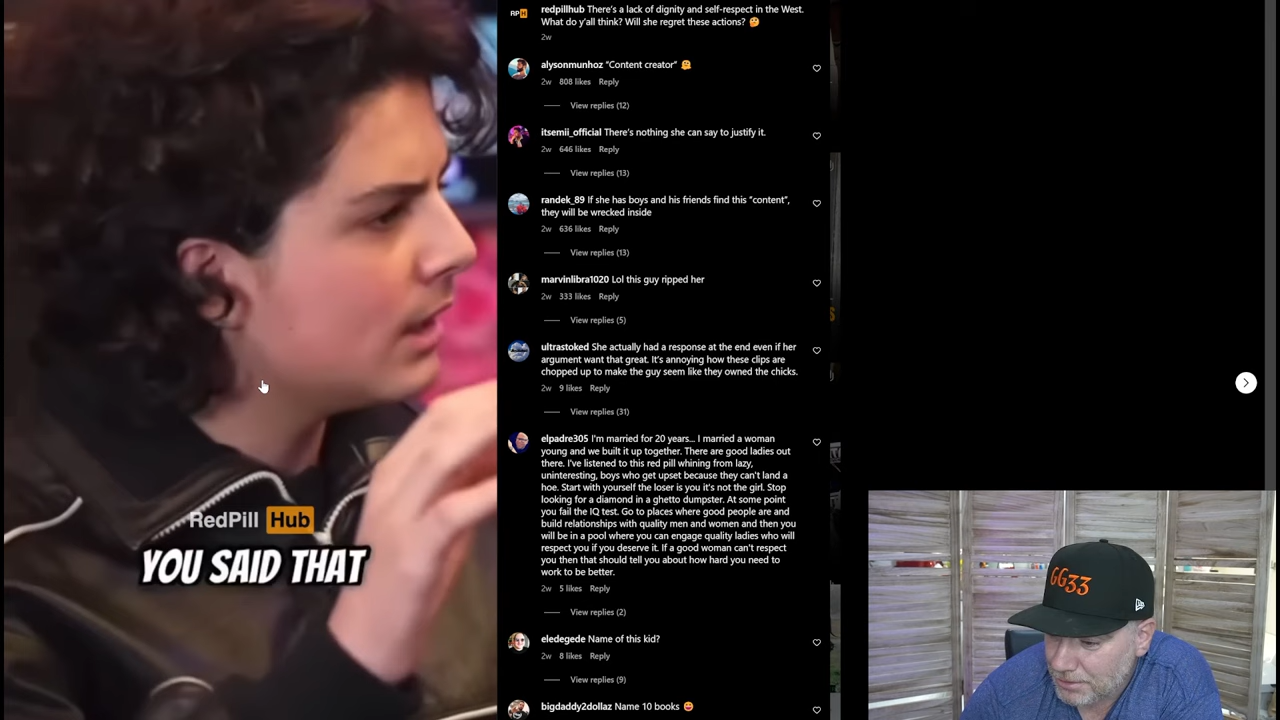 RedPill Hub
YOU SAID THAT
RPH
redpillhub There's a lack of dignity and self-respect in the West.
What do y'all think? Will she regret these actions? 🤔
2w
alysonmunhoz "Content creator" 🤗
2w 808 likes Reply
View replies (12)
itsemii_official There's nothing she can say to justify it.
2w 646 likes Reply
View replies (13)
randek_89 If she has boys and his friends find this "content",
they will be wrecked inside
2w 636 likes Reply
View replies (13)
marvinlibra1020 Lol this guy ripped her
2w 333 likes Reply
View replies (5)
ultrastoked She actually had a response at the end even if her
argument want that great. It's annoying how these clips are
chopped up to make the guy seem like they owned the chicks.
2w 9 likes Reply
View replies (31)
elpadre305 I'm married for 20 years... I married a woman
young and we built it up together. There are good ladies out
there. I've listened to this red pill whining from lazy,
uninteresting, boys who get upset because they can't land a
hoe. Start with yourself the loser is you it's not the girl. Stop
looking for a diamond in a ghetto dumpster. At some point
you fail the IQ test. Go to places where good people are and
build relationships with quality men and women and then you
will be in a pool where you can engage quality ladies who will
respect you if you deserve it. If a good woman can't respect
you then that should tell you about how hard you need to
work to be better.
2w 5 likes Reply
View replies (2)
eledegede Name of this kid?
2w 8 likes Reply
View replies (9)
bigdaddy2dollaz Name 10 books 😆
GG33